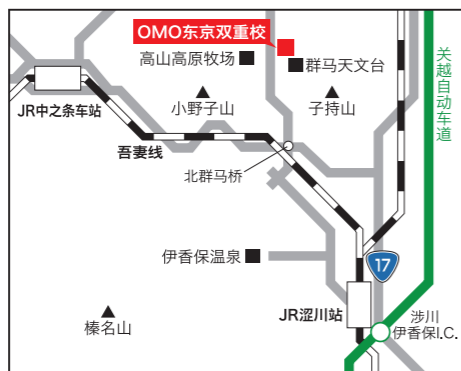 OMO东京双重校
高山高原牧场
群马天文台
关越自动车道
JR中之条车站
小野子山
子持山
吾妻线
北群马桥
伊香保温泉
17
JR涩川站
榛名山
涉川
伊香保I.C.